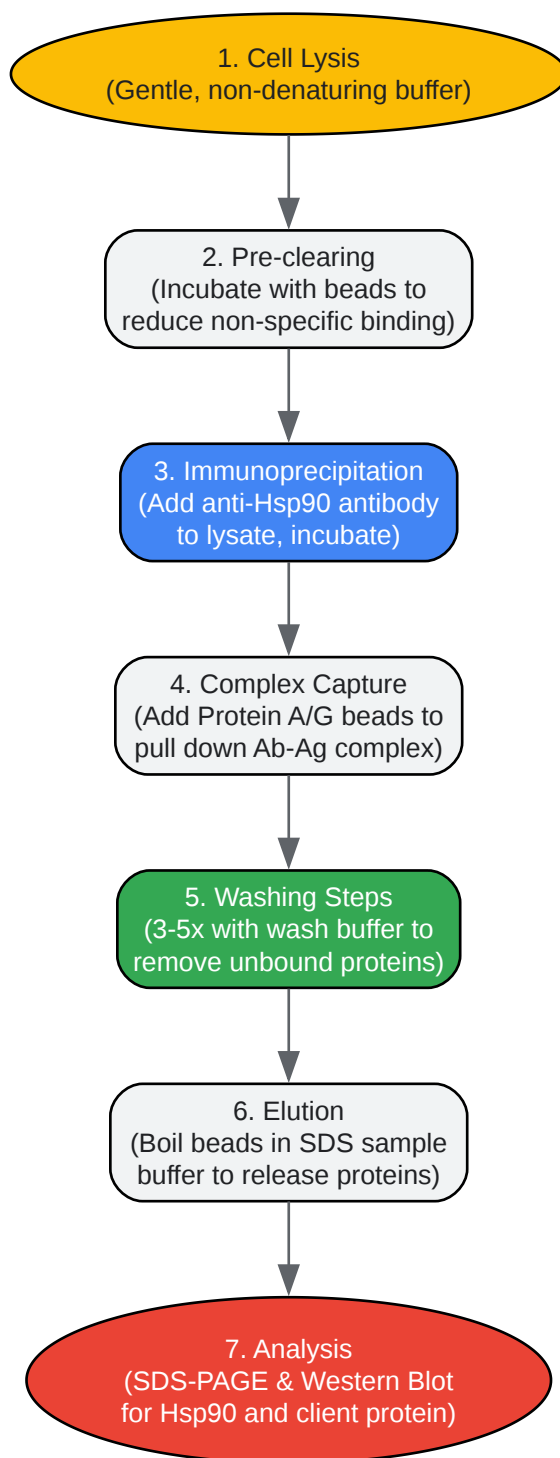 1. Cell Lysis
(Gentle, non-denaturing buffer)
2. Pre-clearing
(Incubate with beads to
reduce non-specific binding)
3. Immunoprecipitation
(Add anti-Hsp90 antibody
to lysate, incubate)
4. Complex Capture
(Add Protein A/G beads to
pull down Ab-Ag complex)
5. Washing Steps
(3-5x with wash buffer to
remove unbound proteins)
6. Elution
(Boil beads in SDS sample
buffer to release proteins)
7. Analysis
(SDS-PAGE & Western Blot
for Hsp90 and client protein)